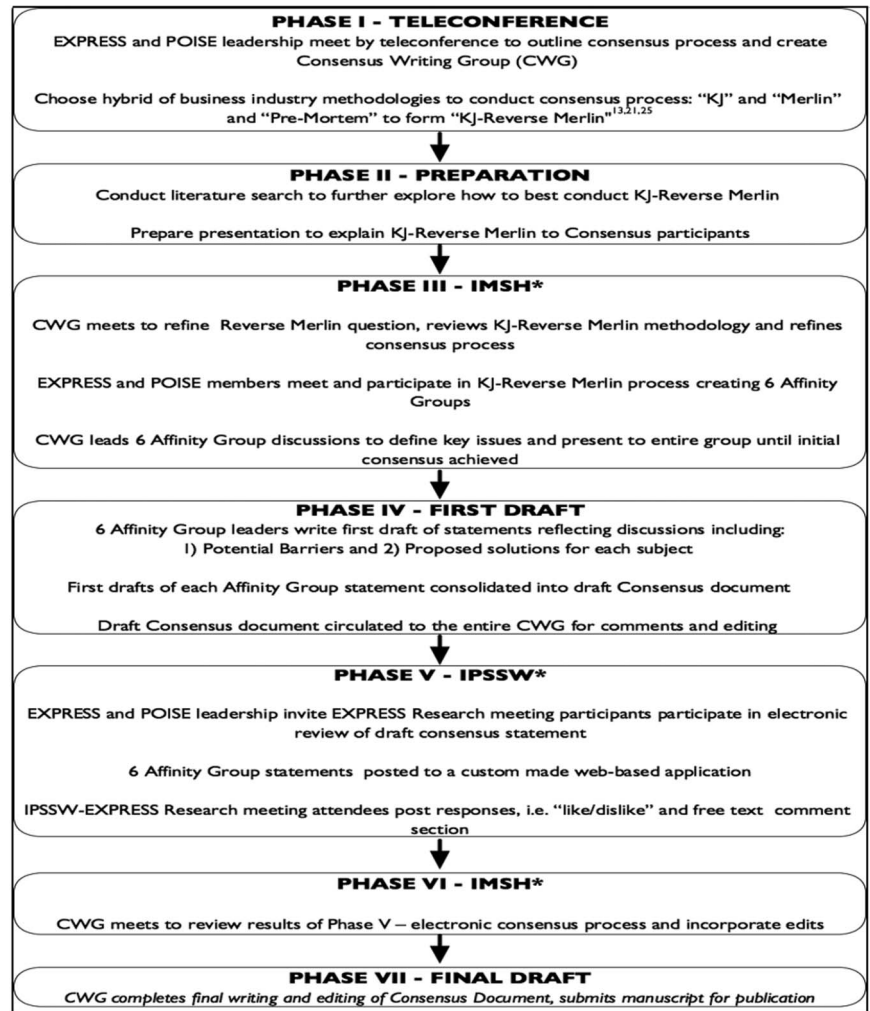 PHASE I - TELECONFERENCE
EXPRESS and POISE leadership meet by teleconference to outline consensus process and create
Consensus Writing Group (CWG)
Choose hybrid of business industry methodologies to conduct consensus process: “KJ” and “Merlin”
and “Pre-Mortem” to form “KJ-Reverse Merlin"13,21,25
PHASE II - PREPARATION
Conduct literature search to further explore how to best conduct KJ-Reverse Merlin
Prepare presentation to explain KJ-Reverse Merlin to Consensus participants
PHASE III - IMSH*
CWG meets to refine Reverse Merlin question, reviews KJ-Reverse Merlin methodology and refines
consensus process
EXPRESS and POISE members meet and participate in KJ-Reverse Merlin process creating 6 Affinity
Groups
CWG leads 6 Affinity Group discussions to define key issues and present to entire group until initial
consensus achieved
PHASE IV - FIRST DRAFT
6 Affinity Group leaders write first draft of statements reflecting discussions including:
1) Potential Barriers and 2) Proposed solutions for each subject
First drafts of each Affinity Group statement consolidated into draft Consensus document
Draft Consensus document circulated to the entire CWG for comments and editing
PHASE V - IPSSW*
EXPRESS and POISE leadership invite EXPRESS Research meeting participants participate in electronic
review of draft consensus statement
6 Affinity Group statements posted to a custom made web-based application
IPSSW-EXPRESS Research meeting attendees post responses, i.e. “like/dislike” and free text comment
section
PHASE VI - IMSH*
CWG meets to review results of Phase V – electronic consensus process and incorporate edits
PHASE VII - FINAL DRAFT
CWG completes final writing and editing of Consensus Document, submits manuscript for publication